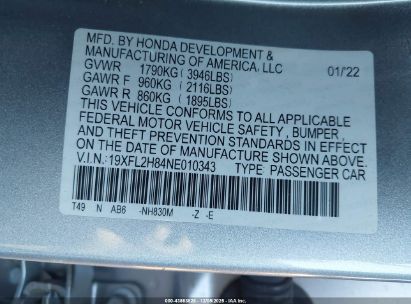 MFD. BY HONDA DEVELOPMENT &
MANUFACTURING OF AMERICA, LLC
GVWR 1790KG (3946LBS) 01/22
GAWR F 960KG (2116LBS)
GAWR R 860KG (1895LBS)
THIS VEHICLE CONFORMS TO ALL APPLICABLE
FEDERAL MOTOR VEHICLE SAFETY, BUMPER,
AND THEFT PREVENTION STANDARDS IN EFFECT
ON THE DATE OF MANUFACTURE SHOWN ABOVE.
V.I.N.: 19XFL2H84NE010343 TYPE: PASSENGER CAR
T49 N AB6 -NH830M -Z -E